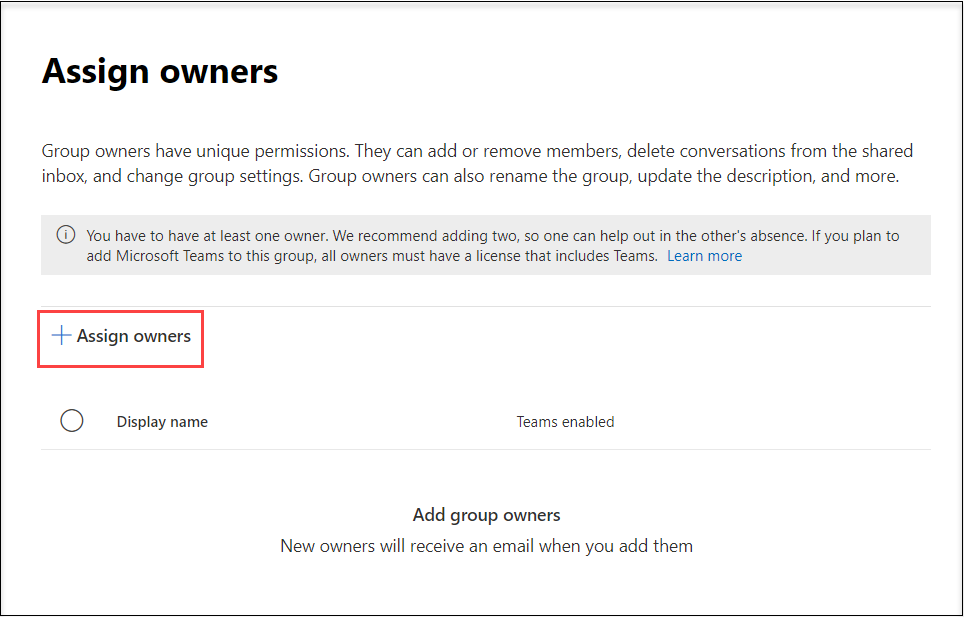 Assign owners
Group owners have unique permissions. They can add or remove members, delete conversations from the shared
inbox, and change group settings. Group owners can also rename the group, update the description, and more.
You have to have at least one owner. We recommend adding two, so one can help out in the other's absence. If you plan to
add Microsoft Teams to this group, all owners must have a license that includes Teams. Learn more
Assign owners
Display name Teams enabled
Add group owners
New owners will receive an email when you add them